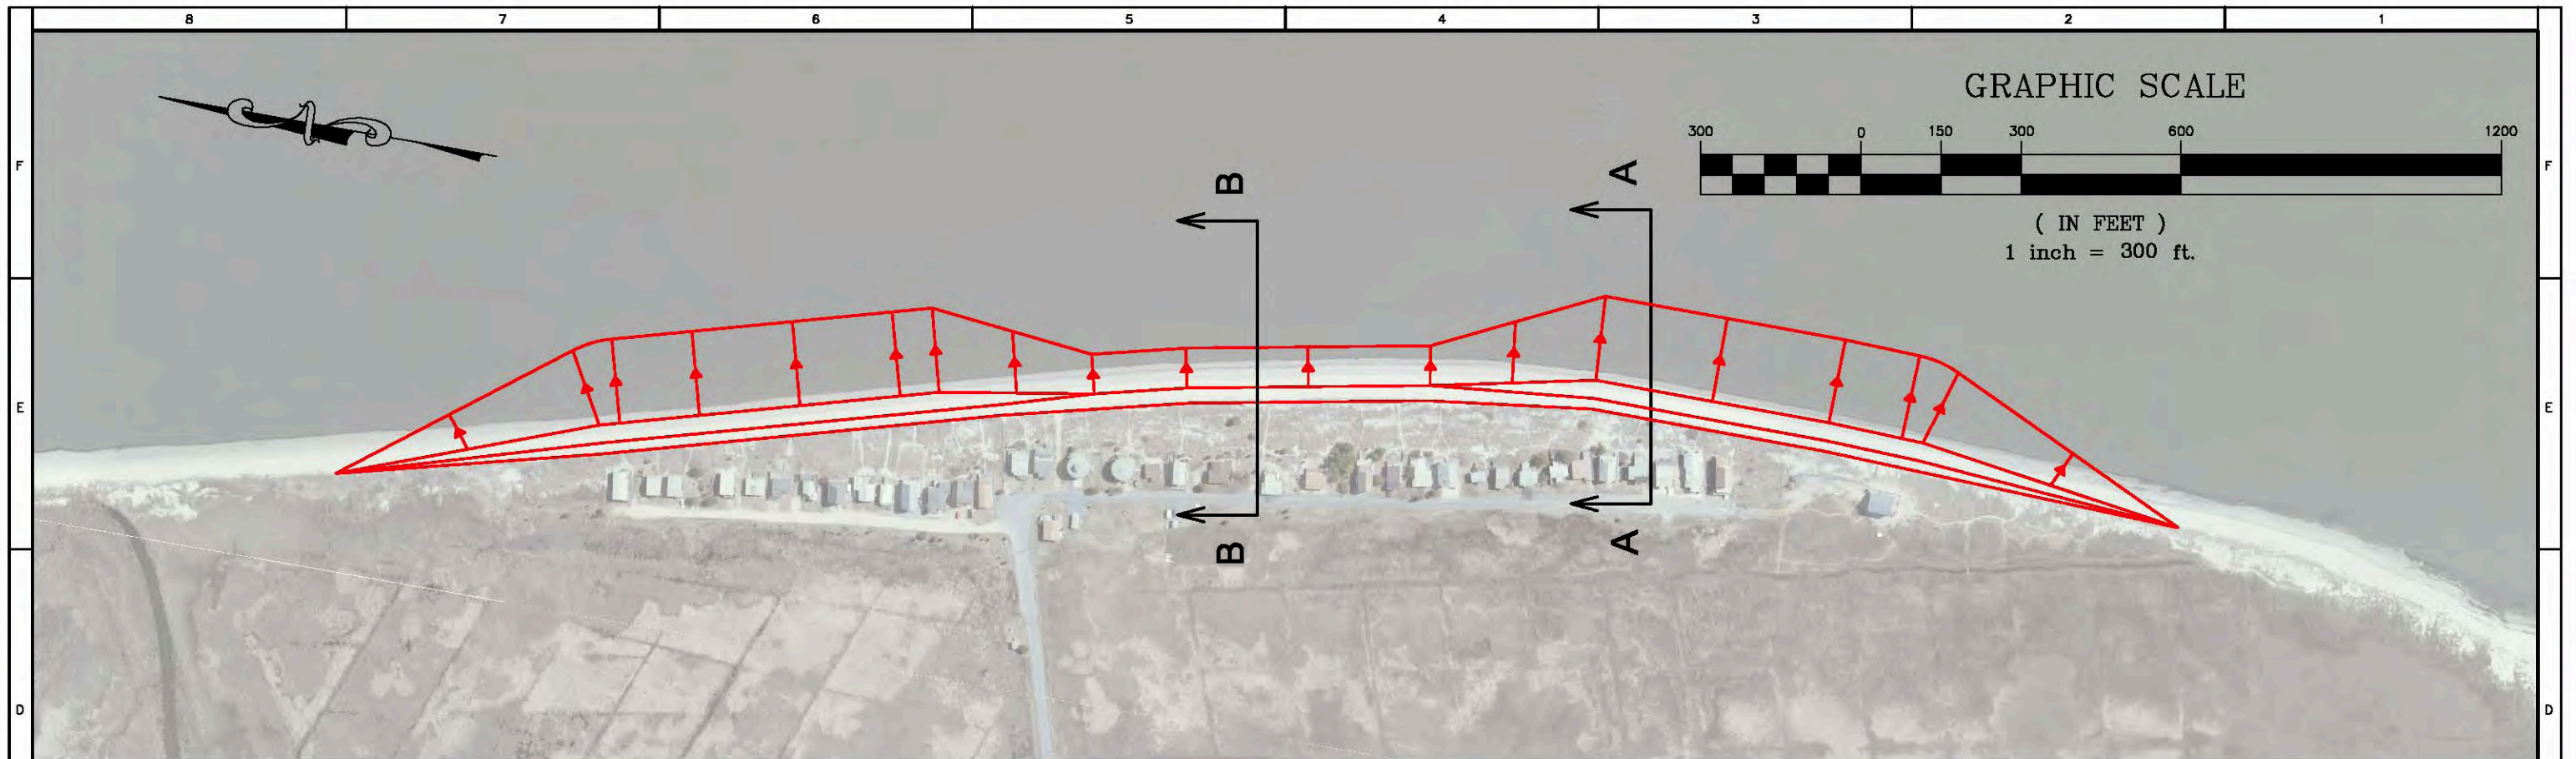 8 7 6 5 4 3 2 1
GRAPHIC SCALE
300 0 150 300 600 1200
( IN FEET )
1 inch = 300 ft.
N
F F
B A
E E
B A
D D